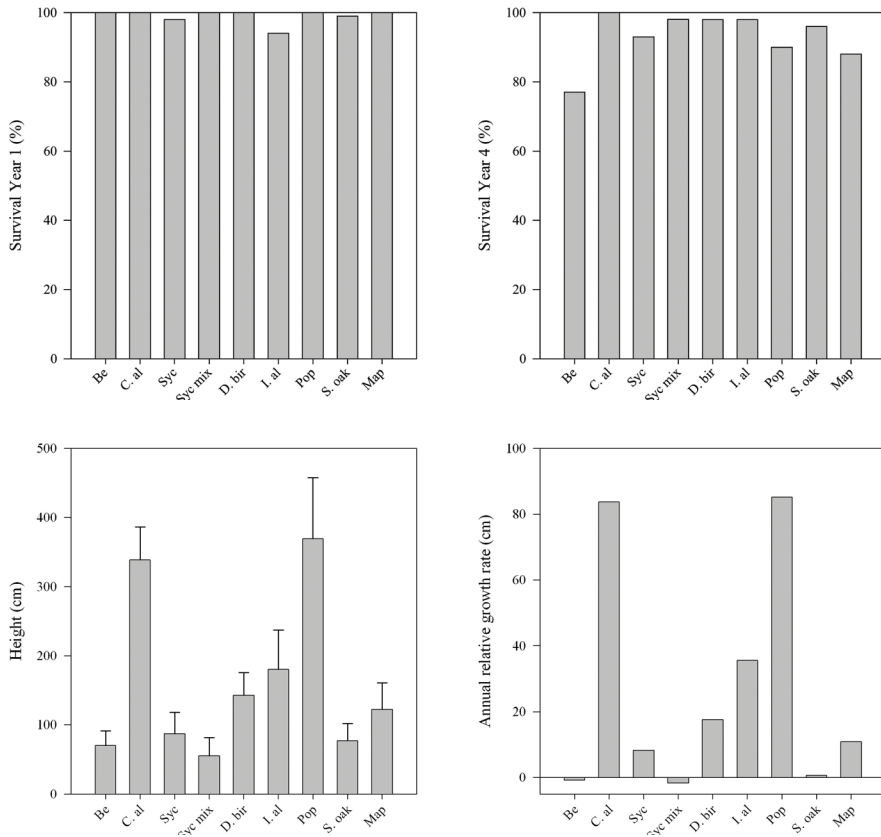 Survival Year 1 (%)
100
80
60
40
20
0
Be
C. al
Syc
Syc mix
D. bir
I. al
Pop
S. oak
Map
Survival Year 4 (%)
100
80
60
40
20
0
Be
C. al
Syc
Syc mix
D. bir
I. al
Pop
S. oak
Map
Height (cm)
500
400
300
200
100
0
Be
C. al
Syc
Syc mix
D. bir
I. al
Pop
S. oak
Map
Annual relative growth rate (cm)
100
80
60
40
20
0
Be
C. al
Syc
Syc mix
D. bir
I. al
Pop
S. oak
Map